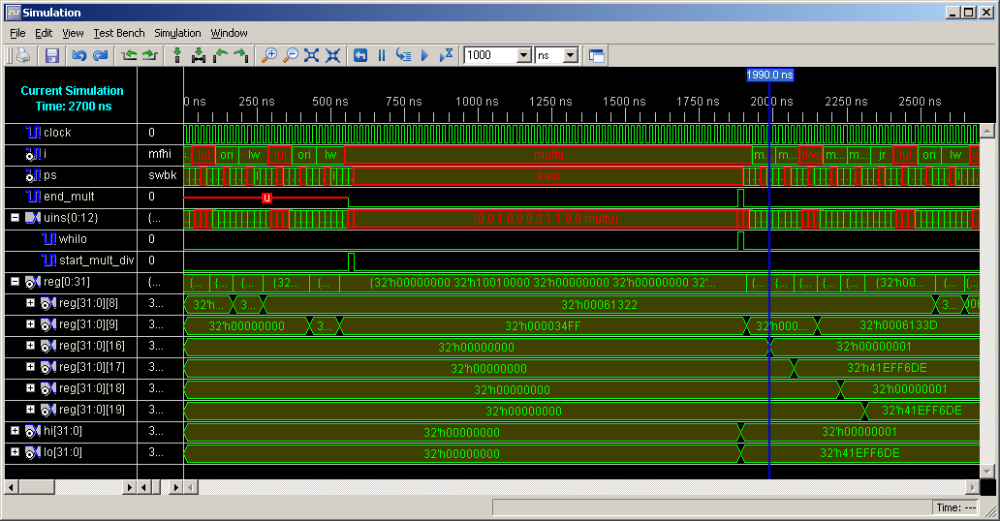 Simulation
File Edit View Test Bench Simulation Window
1000 ns
1990.0 ns
Current Simulation
Time: 2700 ns
0 ns 250 ns 500 ns 750 ns 1000 ns 1250 ns 1500 ns 1750 ns 2000 ns 2250 ns 2500 ns
clock 0
i mfhi lui ori lw lui ori lw multu m... m... divu m... m... jr lui ori lw
ps swbk salu
end_mult 0 U
uins{0:12} {... {0 0 1 0 0 0 0 1 1 0 0 multu}
whilo 0
start_mult_div 0
reg[0:31] {... {... {... {... {32... {... {... {32'h00000000 32'h10010000 32'h00000000 32'h00000000 32'... {... {... {... {... {... {32'h00... {... {...
reg[31:0][8] 3... 32'h... 3... 32'h00061322 3...
reg[31:0][9] 3... 32'h00000000 3... 32'h000034FF 32'h000... 32'h0006133D
reg[31:0][16] 3... 32'h00000000 32'h00000001
reg[31:0][17] 3... 32'h00000000 32'h41EFF6DE
reg[31:0][18] 3... 32'h00000000 32'h00000001
reg[31:0][19] 3... 32'h00000000 32'h41EFF6DE
hi[31:0] 3... 32'h00000000 32'h00000001
lo[31:0] 3... 32'h00000000 32'h41EFF6DE
Time: ---